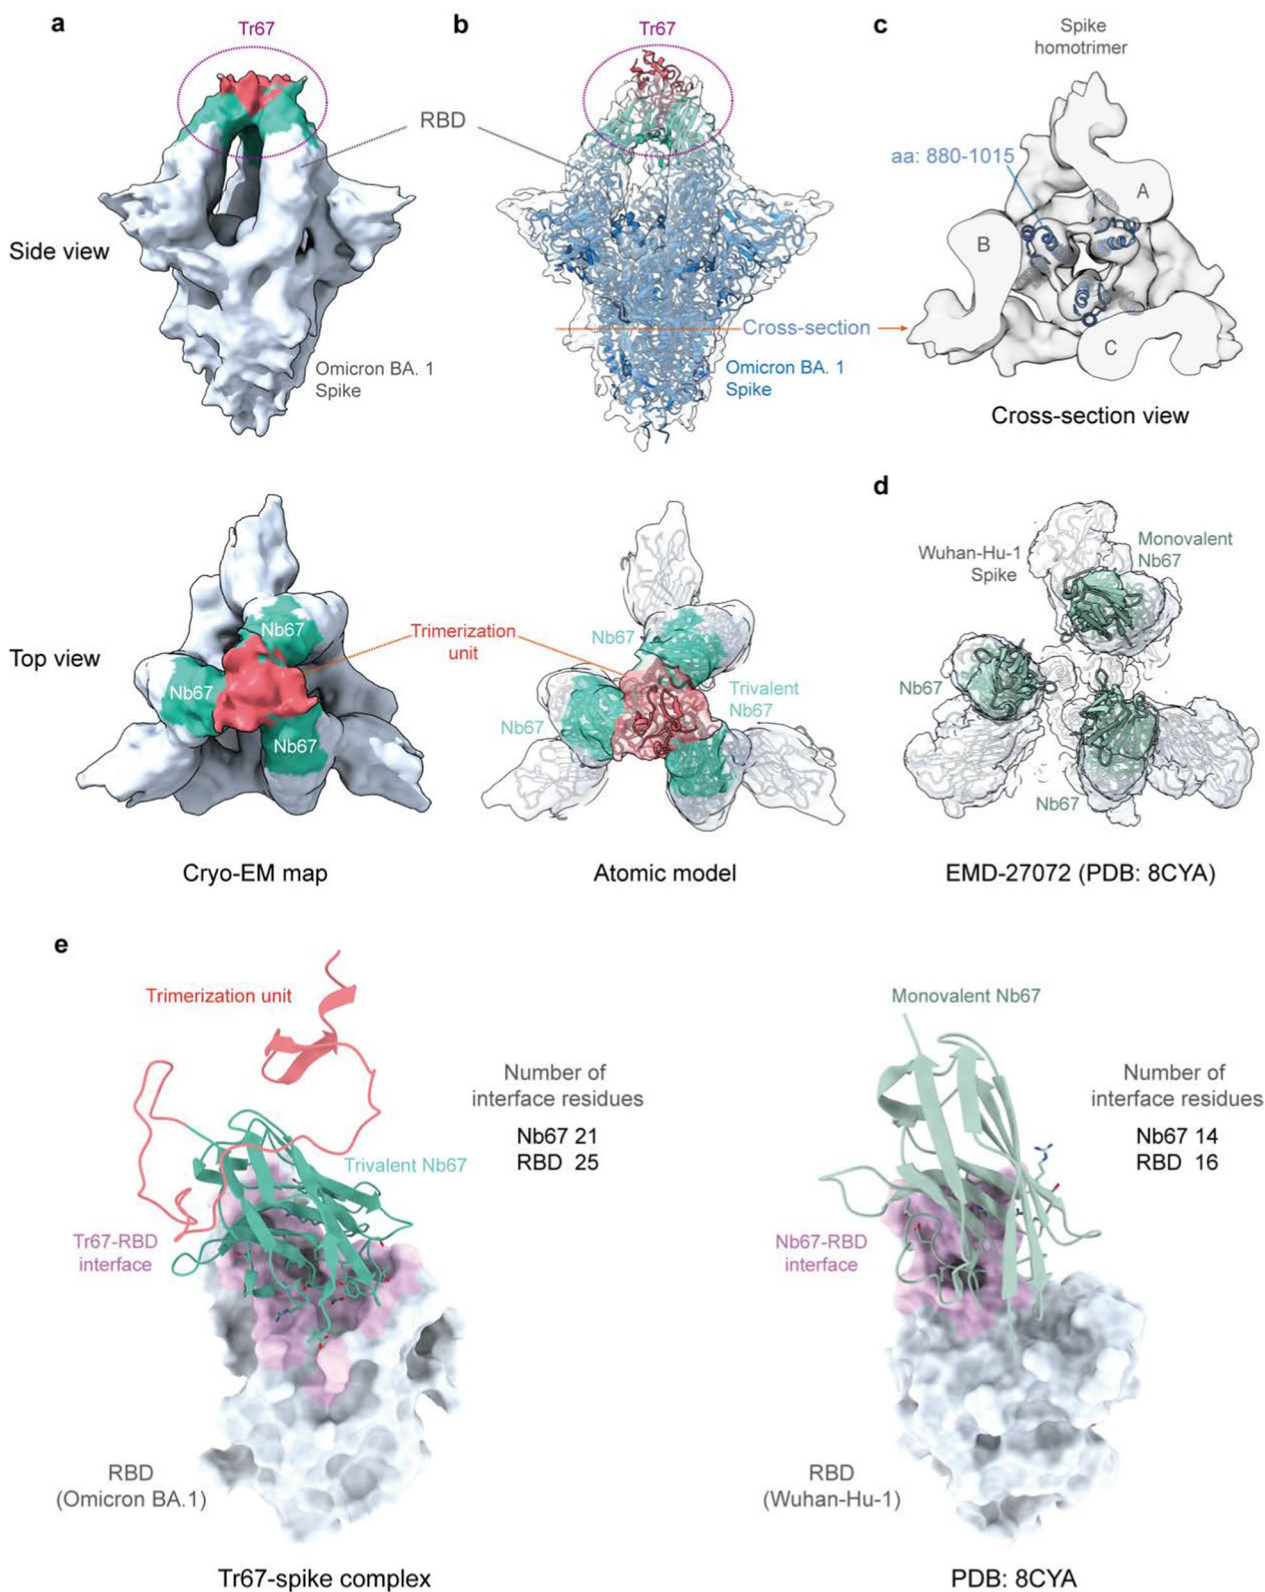 a
Tr67
b
Tr67
c
Spike
homotrimer
RBD
aa: 880-1015
A
B
C
Side view
Cross-section
Omicron BA. 1
Spike
Omicron BA. 1
Spike
Cross-section view
d
Wuhan-Hu-1
Spike
Monovalent
Nb67
Top view
Nb67
Nb67
Nb67
Trimerization
unit
Nb67
Nb67
Trivalent
Nb67
Nb67
Nb67
Cryo-EM map
Atomic model
EMD-27072 (PDB: 8CYA)
e
Trimerization unit
Number of
interface residues
Nb67 21
RBD 25
Trivalent Nb67
Tr67-RBD
interface
RBD
(Omicron BA.1)
Tr67-spike complex
Monovalent Nb67
Number of
interface residues
Nb67 14
RBD 16
Nb67-RBD
interface
RBD
(Wuhan-Hu-1)
PDB: 8CYA